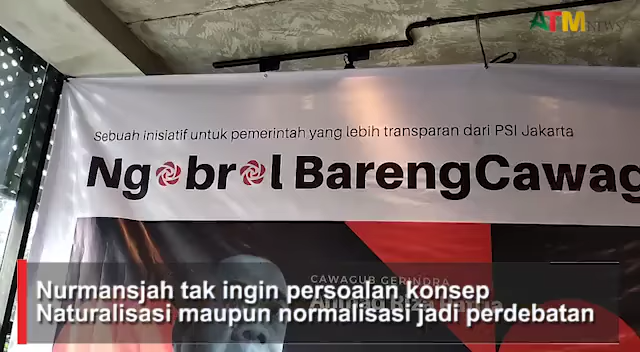 ATM NEWS
Sebuah inisiatif untuk pemerintah yang lebih transparan dari PSI Jakarta
Ngobrol BarengCawag
CAWAGUB GERINDRA
Nurmansjah tak ingin persoalan konsep
Naturalisasi maupun normalisasi jadi perdebatan